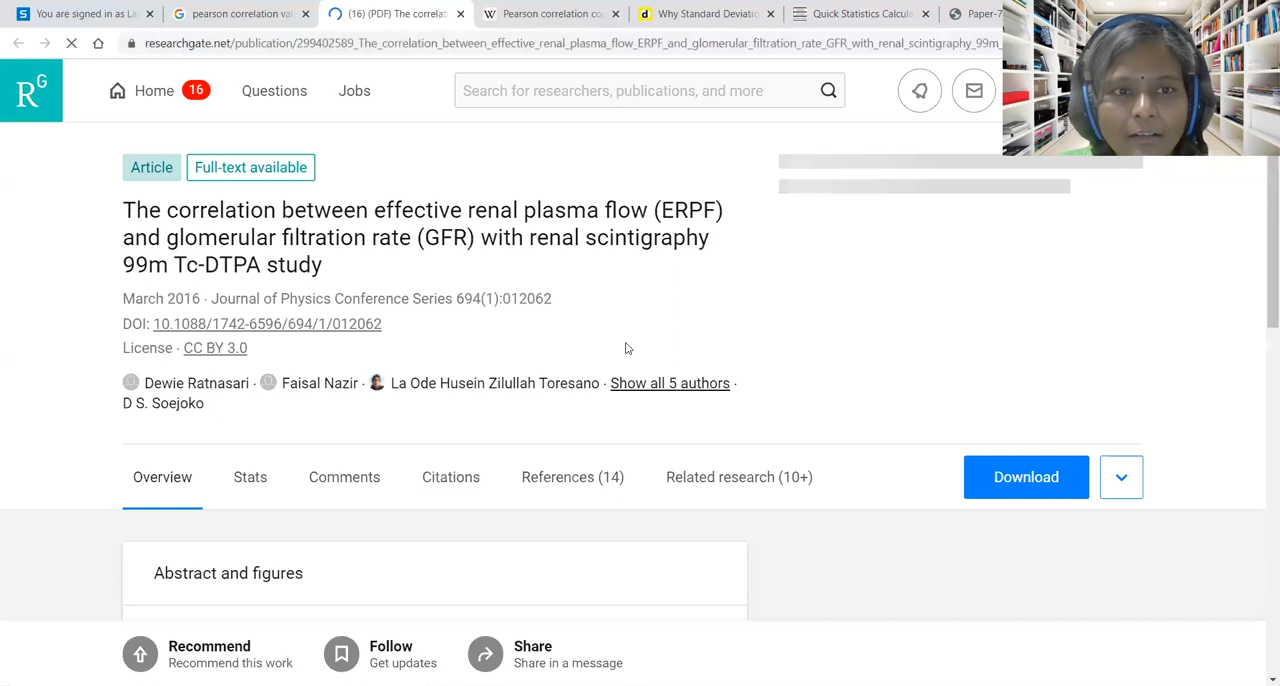 You are signed in as La
pearson correlation val
(16) (PDF) The correlat
Pearson correlation co
Why Standard Deviatio
Quick Statistics Calcula
Paper-7
researchgate.net/publication/299402589_The_correlation_between_effective_renal_plasma_flow_ERPF_and_glomerular_filtration_rate_GFR_with_renal_scintigraphy_99m_
RG
Home 16
Questions
Jobs
Search for researchers, publications, and more
Article
Full-text available
The correlation between effective renal plasma flow (ERPF)
and glomerular filtration rate (GFR) with renal scintigraphy
99m Tc-DTPA study
March 2016 · Journal of Physics Conference Series 694(1):012062
DOI: 10.1088/1742-6596/694/1/012062
License · CC BY 3.0
Dewie Ratnasari · Faisal Nazir · La Ode Husein Zilullah Toresano · Show all 5 authors ·
D S. Soejoko
Overview
Stats
Comments
Citations
References (14)
Related research (10+)
Download
Abstract and figures
Recommend
Recommend this work
Follow
Get updates
Share
Share in a message